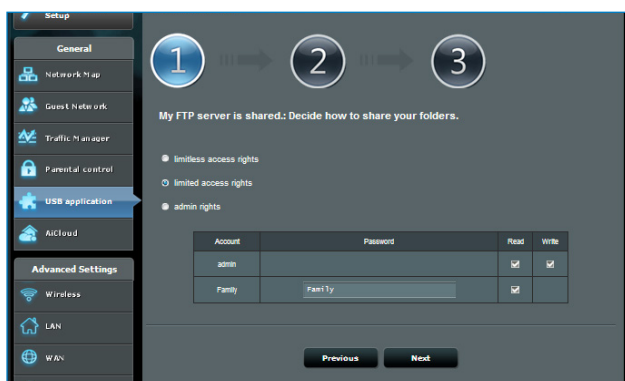 Setup
General
Network Map
Guest Network
Traffic Manager
Parental control
USB application
AiCloud
Advanced Settings
Wireless
LAN
WAN
1 2 3
My FTP server is shared.: Decide how to share your folders.
limitless access rights
limited access rights
admin rights
Account Password Read Write
admin
Family Family
Previous Next